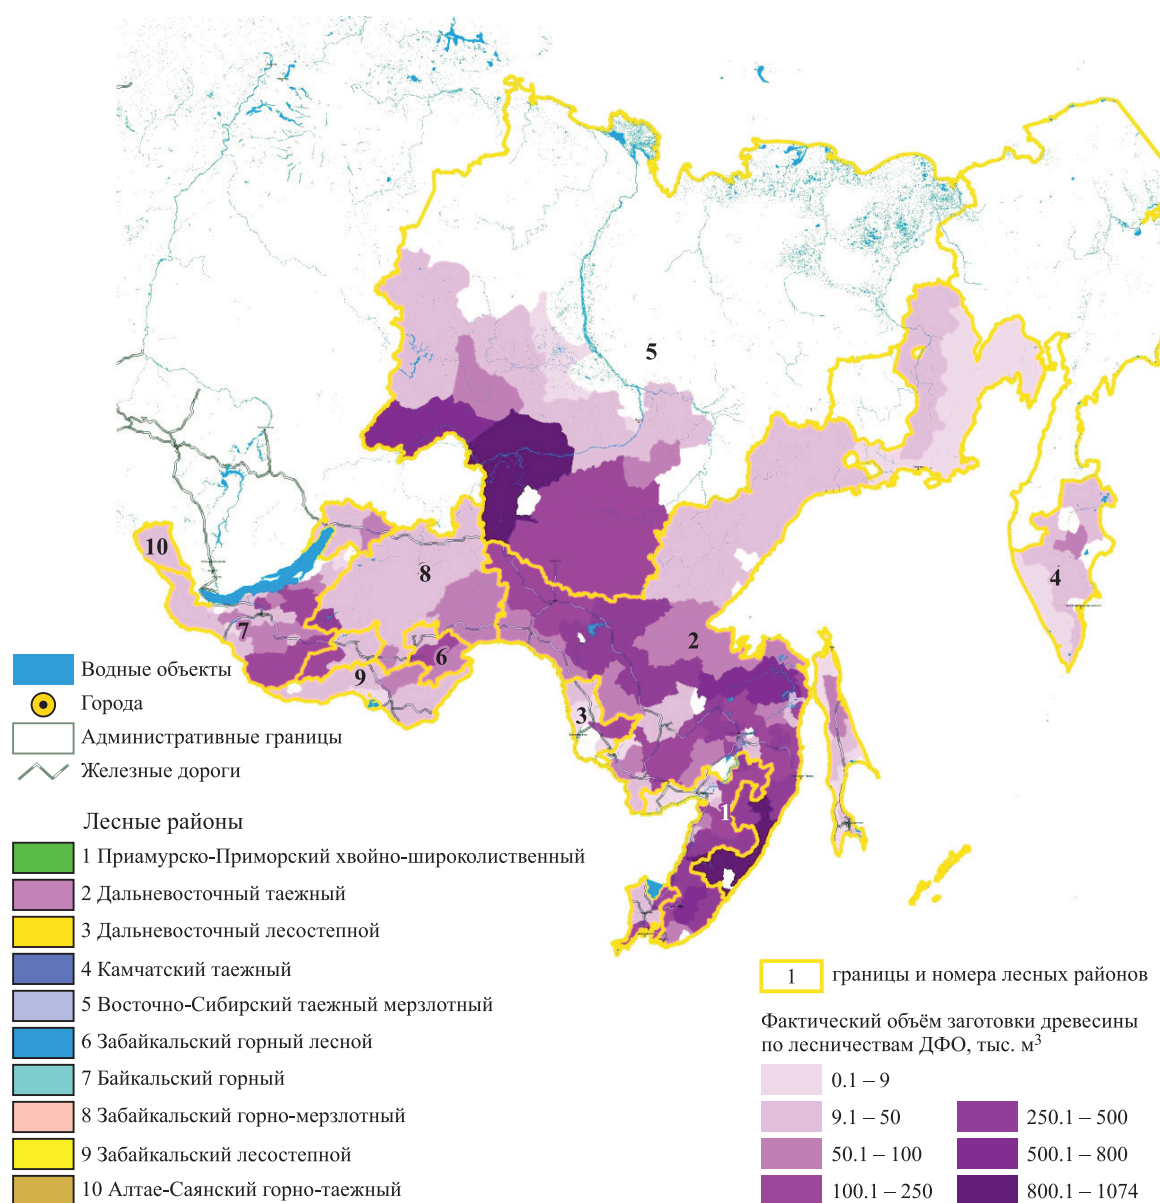 5
10
8
4
7
2
6
9
3
1
Водные объекты
Города
Административные границы
Железные дороги
Лесные районы
1 Приамурско-Приморский хвойно-широколиственный
2 Дальневосточный таежный
3 Дальневосточный лесостепной
4 Камчатский таежный
5 Восточно-Сибирский таежный мерзлотный
6 Забайкальский горный лесной
7 Байкальский горный
8 Забайкальский горно-мерзлотный
9 Забайкальский лесостепной
10 Алтае-Саянский горно-таежный
1 границы и номера лесных районов
Фактический объём заготовки древесины
по лесничествам ДФО, тыс. м³
0.1 – 9
9.1 – 50
50.1 – 100
100.1 – 250
250.1 – 500
500.1 – 800
800.1 – 1074